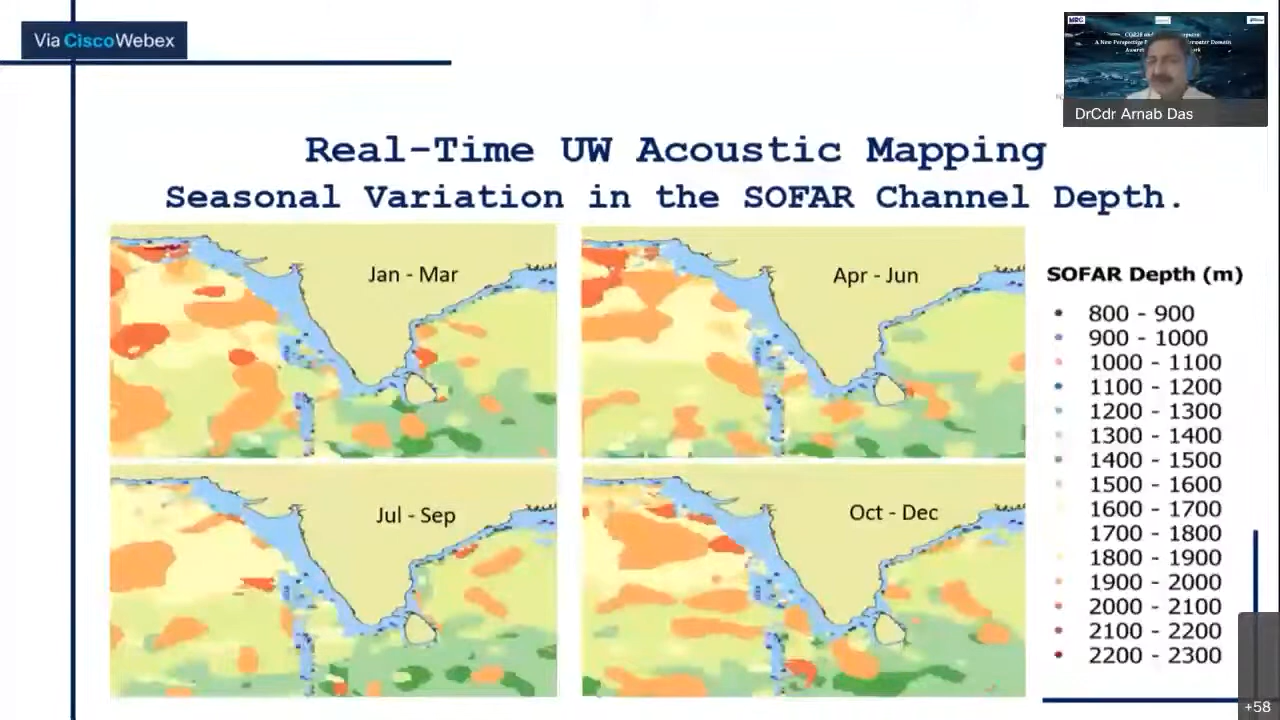 Via CiscoWebex
DrCdr Arnab Das
Real-Time UW Acoustic Mapping
Seasonal Variation in the SOFAR Channel Depth.
Jan - Mar
Apr - Jun
Jul - Sep
Oct - Dec
SOFAR Depth (m)
800 - 900
900 - 1000
1000 - 1100
1100 - 1200
1200 - 1300
1300 - 1400
1400 - 1500
1500 - 1600
1600 - 1700
1700 - 1800
1800 - 1900
1900 - 2000
2000 - 2100
2100 - 2200
2200 - 2300
+58